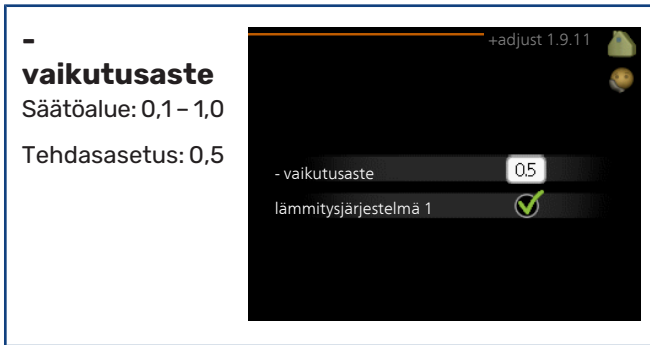 -
vaikutusaste
Säätöalue: 0,1 – 1,0
Tehdasasetus: 0,5
+adjust 1.9.11
- vaikutusaste 0.5
lämmitysjärjestelmä 1